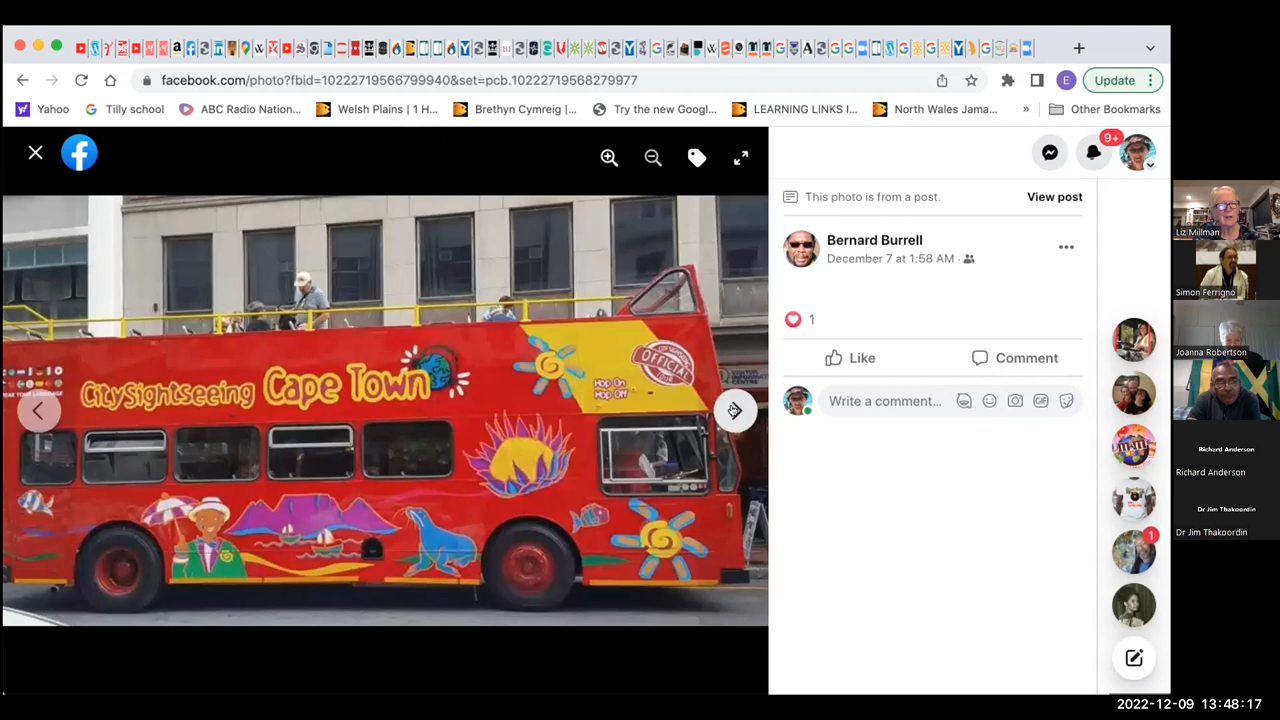 facebook.com/photo?fbid=10222719566799940&set=pcb.10222719568279977
E
Update
Yahoo
Tilly school
ABC Radio Nation...
Welsh Plains | 1 H...
Brethyn Cymreig |...
Try the new Googl...
LEARNING LINKS I...
North Wales Jama...
»
Other Bookmarks
9+
This photo is from a post.
View post
Bernard Burrell
December 7 at 1:58 AM ·
1
Like
Comment
Write a comment...
GIF
CitySightseeing Cape Town
OFFICIAL
TOUR
Hop On
Hop Off
1
Liz Millman
Simon Ferrigno
Joanna Robertson
Richard Anderson
Richard Anderson
Dr Jim Thakoordin
Dr Jim Thakoordin
2022-12-09 13:48:17